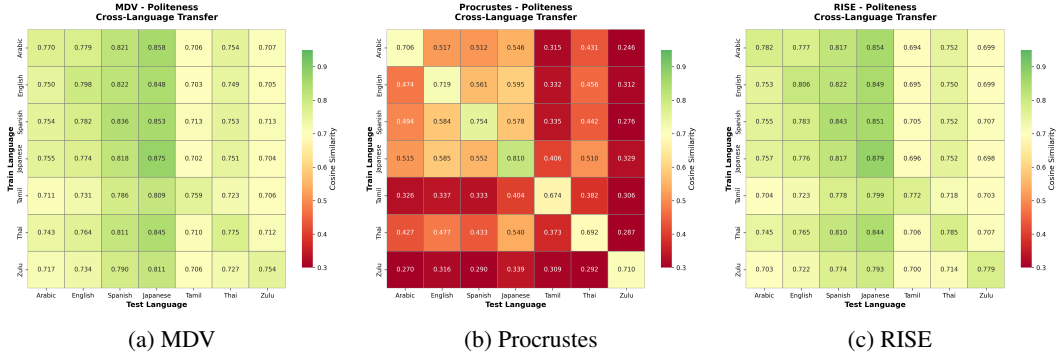 MDV - Politeness
Cross-Language Transfer
Train Language
Arabic 0.770 0.779 0.821 0.858 0.706 0.754 0.707
English 0.750 0.798 0.822 0.848 0.703 0.749 0.705
Spanish 0.754 0.782 0.836 0.853 0.713 0.753 0.713
Japanese 0.755 0.774 0.818 0.875 0.702 0.751 0.704
Tamil 0.711 0.731 0.786 0.809 0.759 0.723 0.706
Thai 0.743 0.764 0.811 0.845 0.710 0.775 0.712
Zulu 0.717 0.734 0.790 0.811 0.706 0.727 0.754
Arabic English Spanish Japanese Tamil Thai Zulu
Test Language
0.9
0.8
0.7
0.6
0.5
0.4
0.3
Cosine Similarity
(a) MDV
Procrustes - Politeness
Cross-Language Transfer
Train Language
Arabic 0.706 0.517 0.512 0.546 0.315 0.431 0.246
English 0.474 0.719 0.561 0.595 0.332 0.456 0.312
Spanish 0.494 0.584 0.754 0.578 0.335 0.442 0.276
Japanese 0.515 0.585 0.552 0.810 0.406 0.510 0.329
Tamil 0.326 0.337 0.333 0.404 0.674 0.382 0.306
Thai 0.427 0.477 0.433 0.540 0.373 0.692 0.287
Zulu 0.270 0.316 0.290 0.339 0.309 0.292 0.710
Arabic English Spanish Japanese Tamil Thai Zulu
Test Language
0.9
0.8
0.7
0.6
0.5
0.4
0.3
Cosine Similarity
(b) Procrustes
RISE - Politeness
Cross-Language Transfer
Train Language
Arabic 0.782 0.777 0.817 0.854 0.694 0.752 0.699
English 0.753 0.806 0.822 0.849 0.700 0.750 0.699
Spanish 0.755 0.783 0.843 0.851 0.705 0.752 0.707
Japanese 0.757 0.776 0.818 0.879 0.696 0.752 0.698
Tamil 0.704 0.723 0.778 0.799 0.772 0.718 0.703
Thai 0.745 0.765 0.810 0.844 0.706 0.785 0.707
Zulu 0.703 0.722 0.774 0.793 0.700 0.714 0.779
Arabic English Spanish Japanese Tamil Thai Zulu
Test Language
0.9
0.8
0.7
0.6
0.5
0.4
0.3
Cosine Similarity
(c) RISE